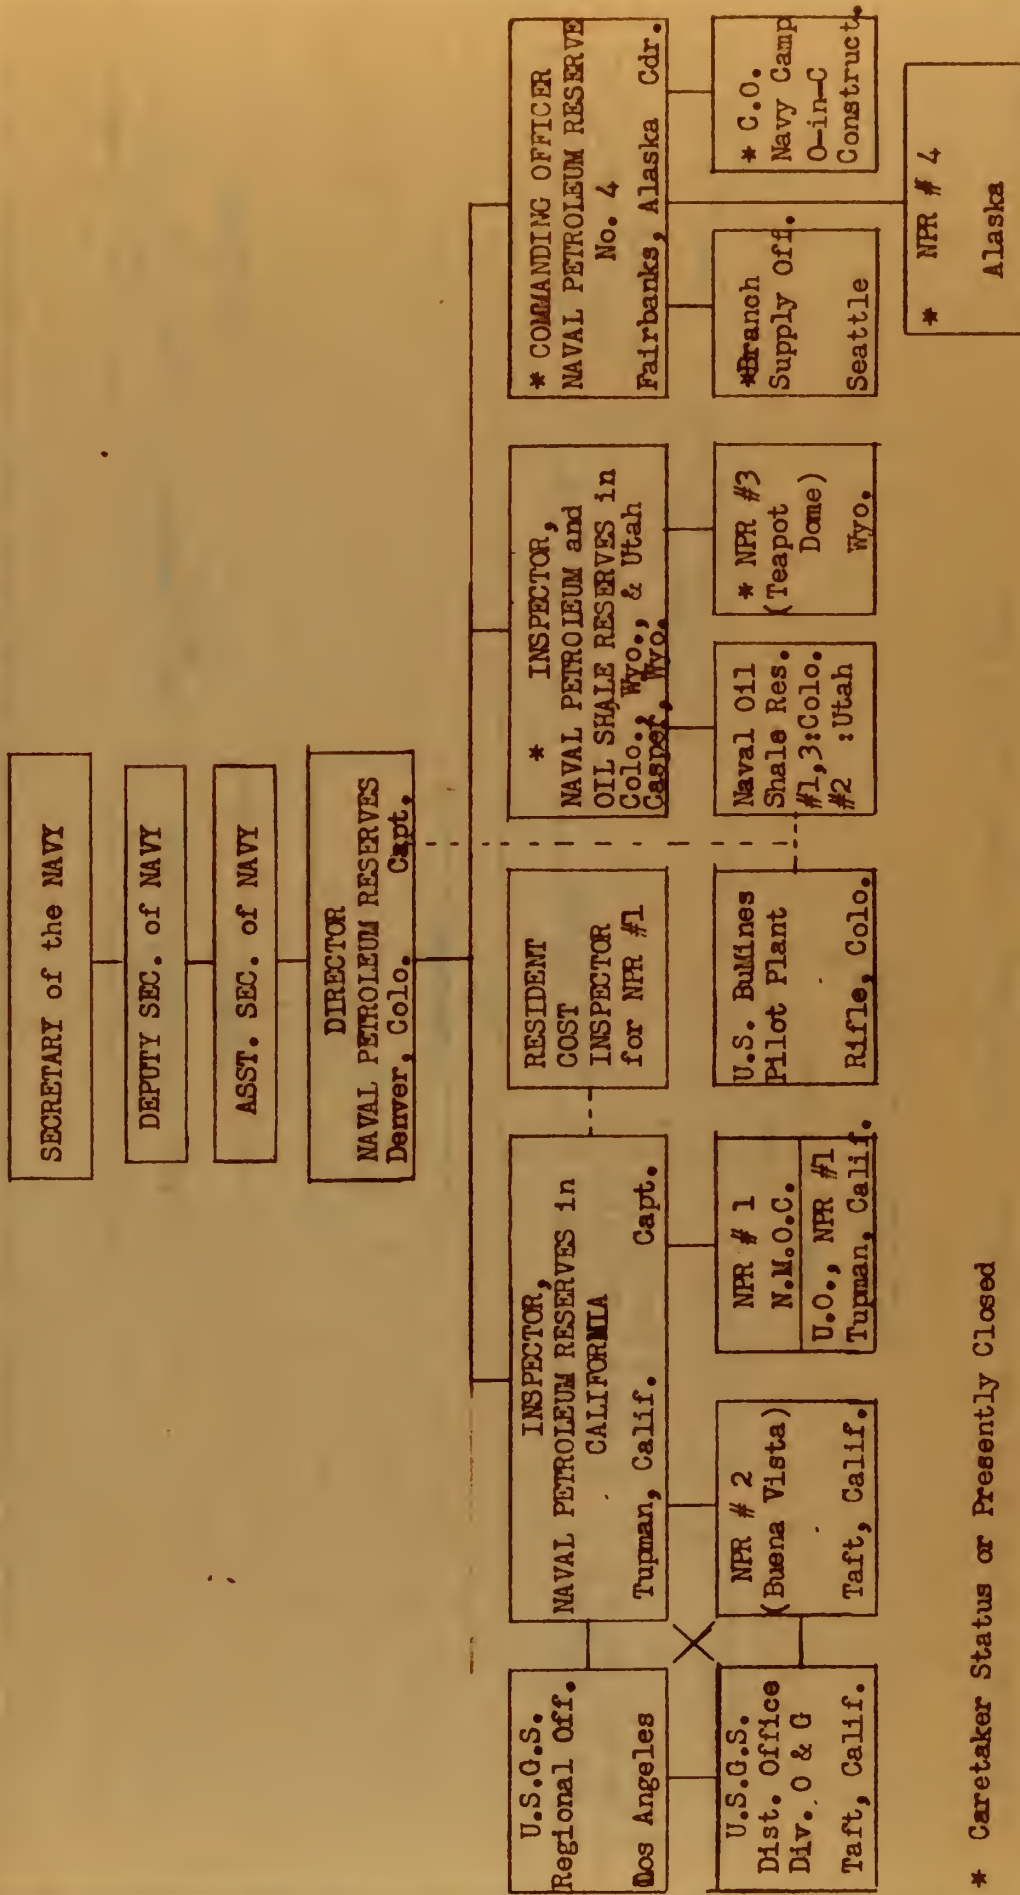 SECRETARY of the NAVY
DEPUTY SEC. of NAVY
ASST. SEC. of NAVY
DIRECTOR
NAVAL PETROLEUM RESERVES
Denver, Colo. Capt.
U.S.G.S.
Regional Off.
Los Angeles
INSPECTOR,
NAVAL PETROLEUM RESERVES in
CALIFORNIA
Tupman, Calif. Capt.
RESIDENT
COST
INSPECTOR
for NPR #1
* INSPECTOR,
NAVAL PETROLEUM and
OIL SHALE RESERVES in
Colo., Wyo., & Utah
Casper, Wyo.
* COMMANDING OFFICER
NAVAL PETROLEUM RESERVE
No. 4
Fairbanks, Alaska Cdr.
U.S.G.S.
Dist. Office
Div. O & G
Taft, Calif.
NPR # 2
(Buena Vista)
Taft, Calif.
NPR # 1
N.M.O.C.
U.O., NPR #1
Tupman, Calif.
U.S. BuMines
Pilot Plant
Rifle, Colo.
Naval Oil
Shale Res.
#1,3:Colo.
#2 :Utah
* NPR #3
(Teapot
Dome)
Wyo.
*Branch
Supply Off.
Seattle
* C.O.
Navy Camp
O-in-C
Construct.
* NPR # 4
Alaska
* Caretaker Status or Presently Closed